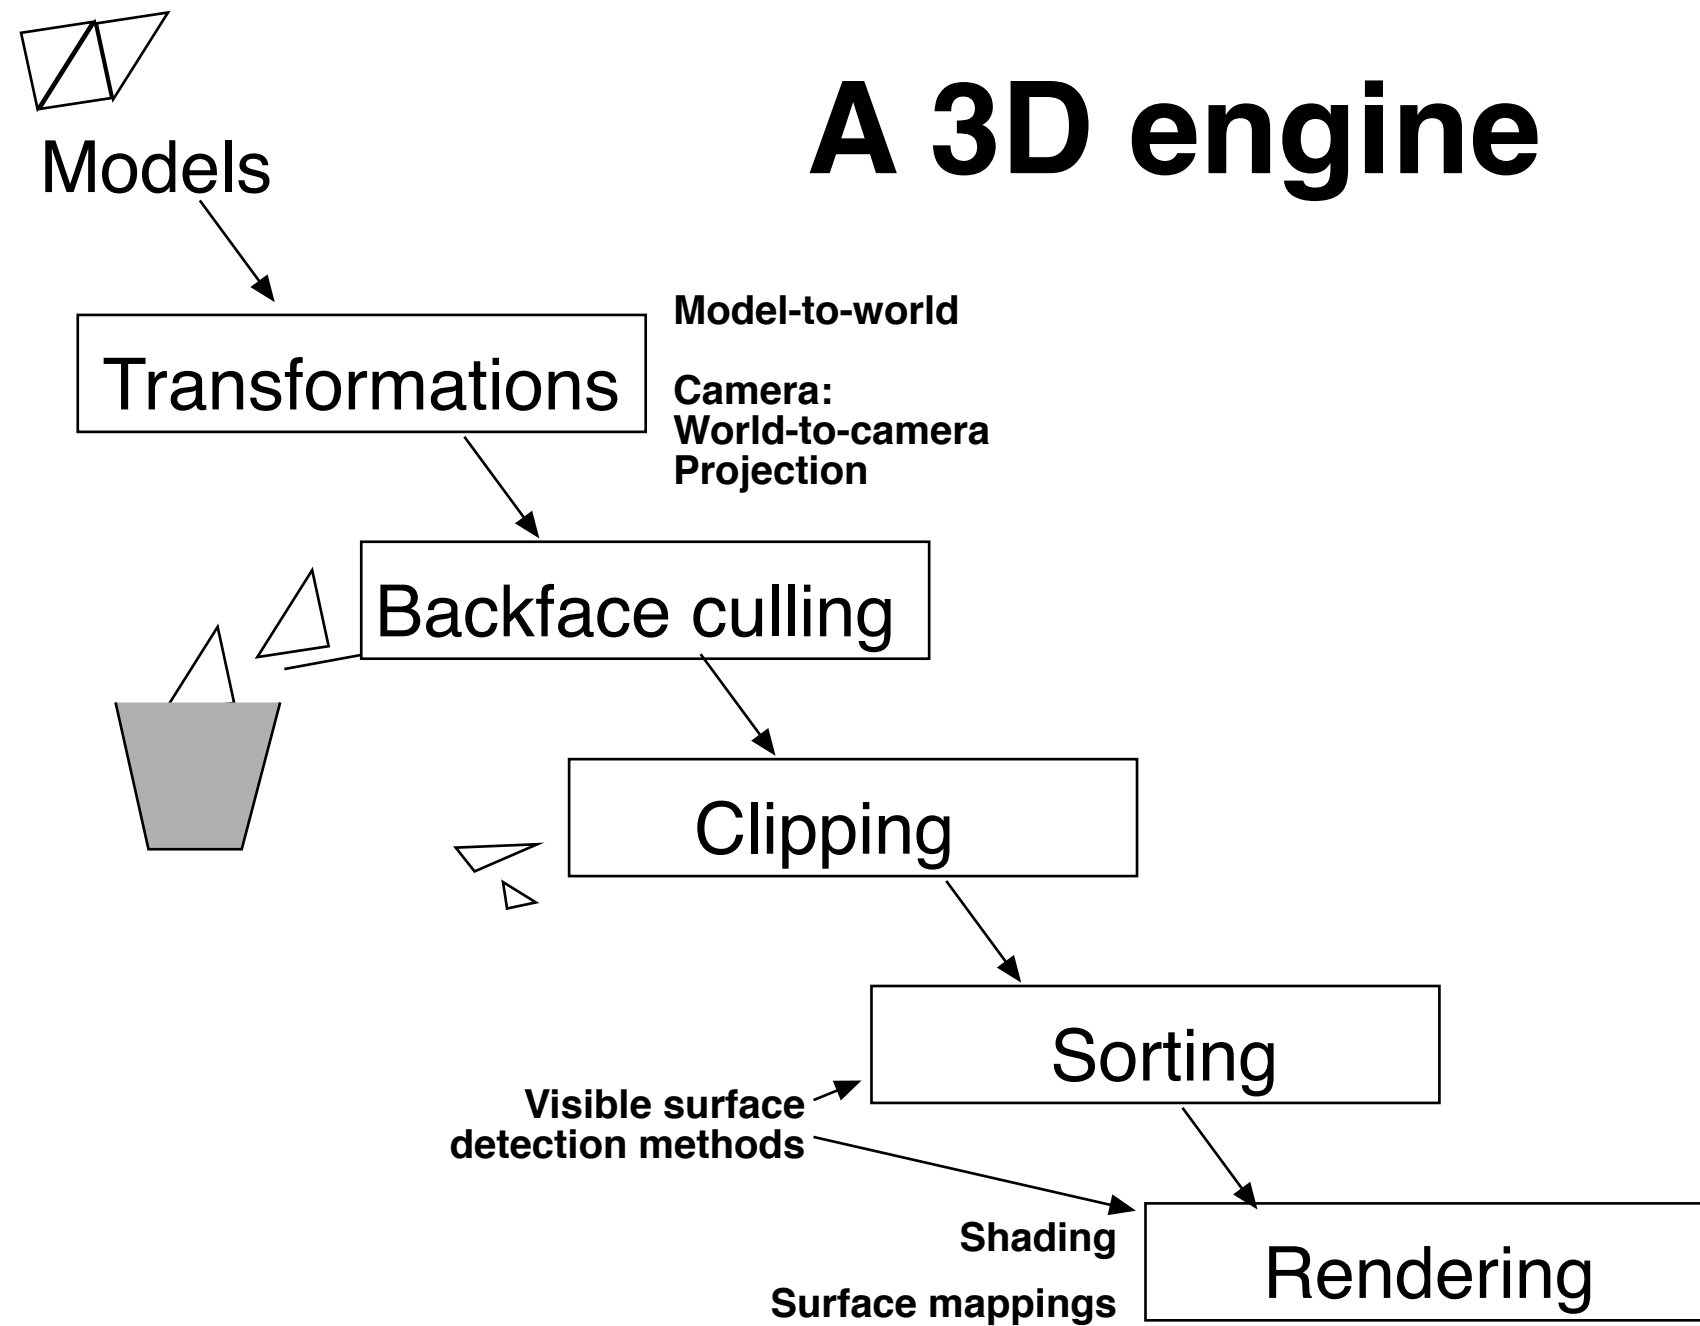 A 3D engine
Models
Transformations
Model-to-world
Camera:
World-to-camera
Projection
Backface culling
Clipping
Sorting
Visible surface
detection methods
Shading
Surface mappings
Rendering